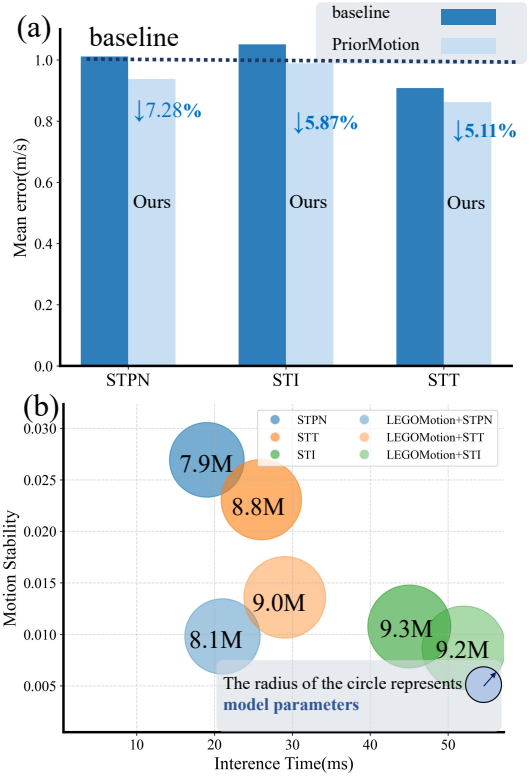 (a)
baseline
baseline
PriorMotion
Mean error(m/s)
1.0
0.8
0.6
0.4
0.2
0.0
↓7.28%
↓5.87%
↓5.11%
Ours
Ours
Ours
STPN
STI
STT
(b)
STPN
LEGOMotion+STPN
STT
LEGOMotion+STT
STI
LEGOMotion+STI
Motion Stability
0.030
0.025
0.020
0.015
0.010
0.005
7.9M
8.8M
9.0M
8.1M
9.3M
9.2M
The radius of the circle represents
model parameters
10
20
30
40
50
Interence Time(ms)